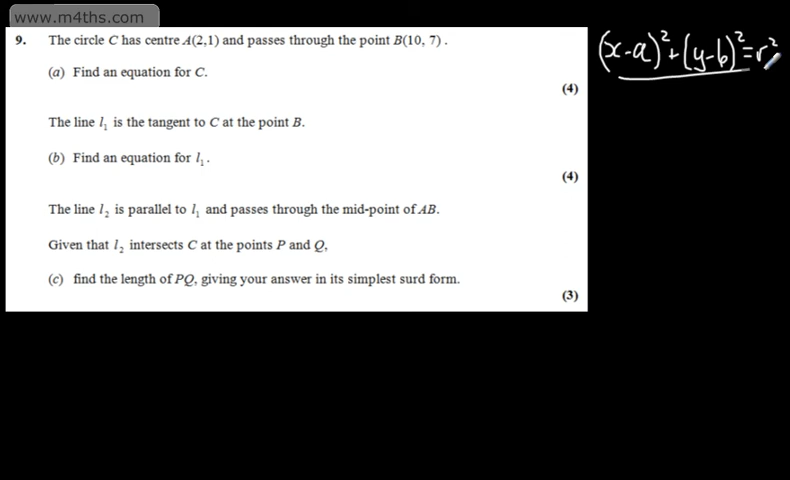 www.m4ths.com
9. The circle C has centre A(2,1) and passes through the point B(10, 7) .
(a) Find an equation for C.
(4)
The line l₁ is the tangent to C at the point B.
(b) Find an equation for l₁ .
(4)
The line l₂ is parallel to l₁ and passes through the mid-point of AB.
Given that l₂ intersects C at the points P and Q,
(c) find the length of PQ, giving your answer in its simplest surd form.
(3)
(x-a)²+(y-b)²=r²